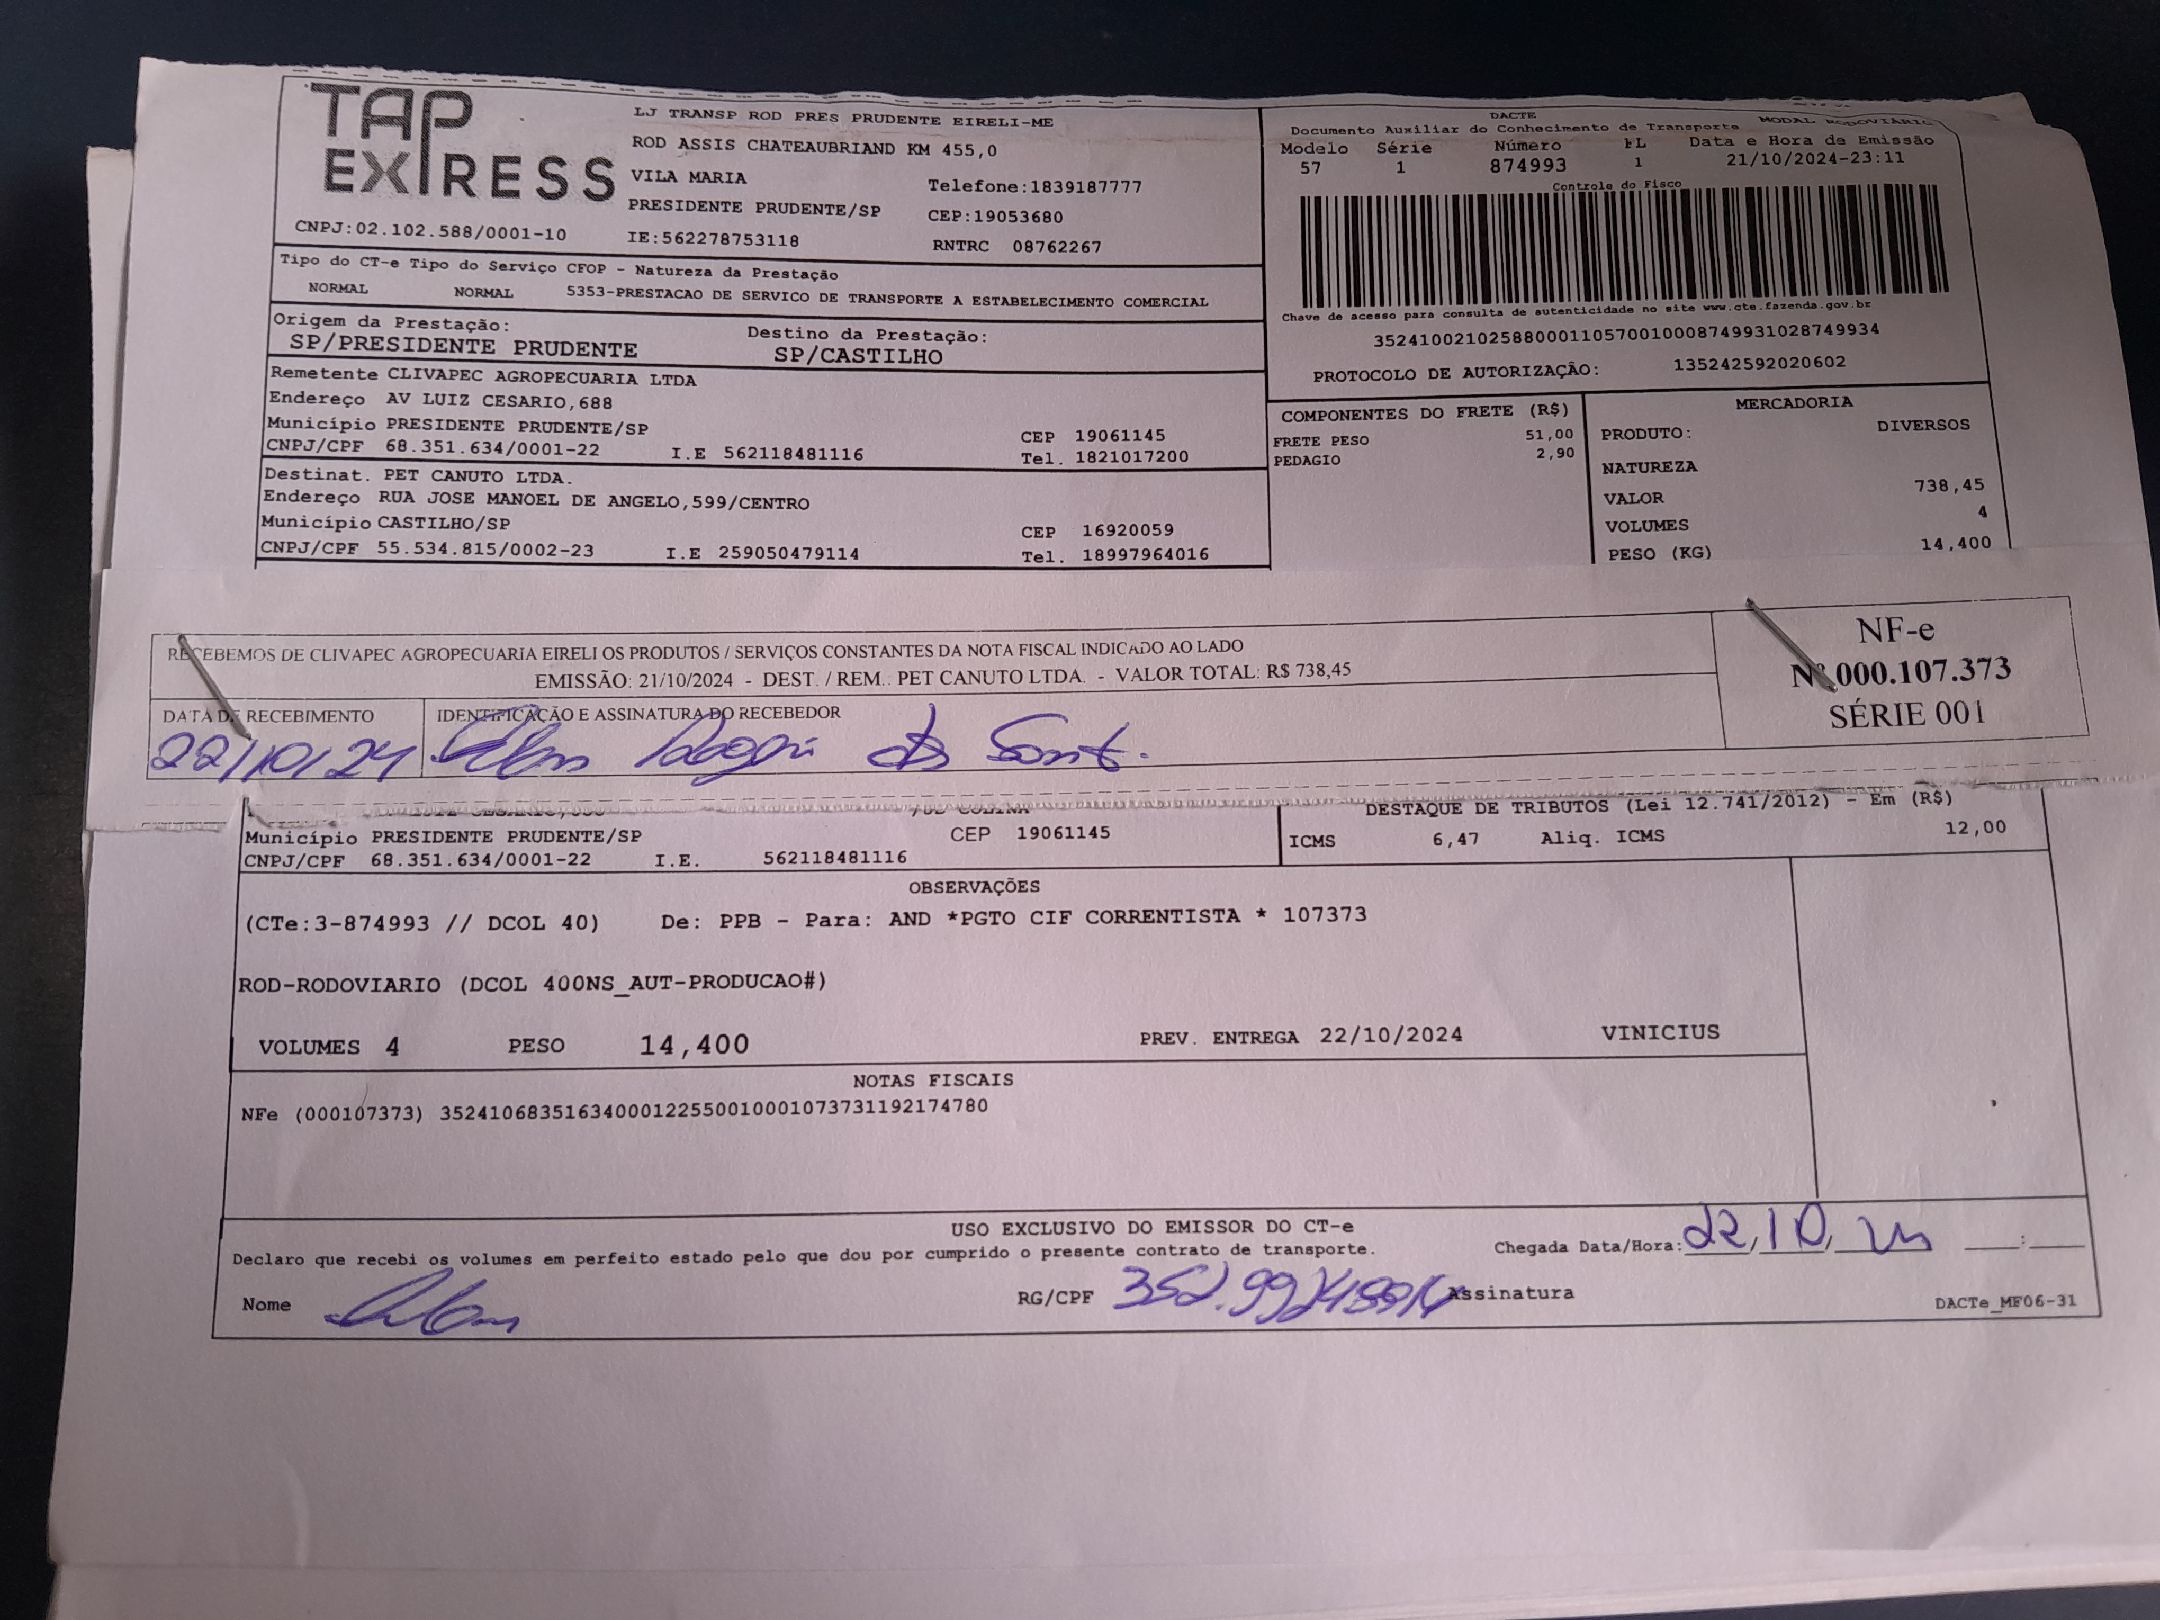 TAP
EXPRESS
LJ TRANSP ROD PRES PRUDENTE EIRELI-ME
ROD ASSIS CHATEAUBRIAND KM 455,0
VILA MARIA
Telefone:1839187777
PRESIDENTE PRUDENTE/SP
CEP:19053680
CNPJ:02.102.588/0001-10
IE:562278753118
RNTRC 08762267
DACTE
MODAL RODOVIÁRIO
Documento Auxiliar do Conhecimento de Transporte
Modelo Série Número FL Data e Hora de Emissão
57 1 874993 1 21/10/2024-23:11
Controle do Fisco
Chave de acesso para consulta de autenticidade no site www.cte.fazenda.gov.br
35241002102588000110570010008749931028749934
PROTOCOLO DE AUTORIZAÇÃO: 135242592020602
Tipo do CT-e Tipo do Serviço CFOP - Natureza da Prestação
NORMAL NORMAL 5353-PRESTACAO DE SERVICO DE TRANSPORTE A ESTABELECIMENTO COMERCIAL
Origem da Prestação: Destino da Prestação:
SP/PRESIDENTE PRUDENTE SP/CASTILHO
Remetente CLIVAPEC AGROPECUARIA LTDA
Endereço AV LUIZ CESARIO,688
Município PRESIDENTE PRUDENTE/SP CEP 19061145
CNPJ/CPF 68.351.634/0001-22 I.E 562118481116 Tel. 1821017200
Destinat. PET CANUTO LTDA.
Endereço RUA JOSE MANOEL DE ANGELO,599/CENTRO
Município CASTILHO/SP CEP 16920059
CNPJ/CPF 55.534.815/0002-23 I.E 259050479114 Tel. 18997964016
COMPONENTES DO FRETE (R$)
FRETE PESO 51,00
PEDAGIO 2,90
MERCADORIA
PRODUTO: DIVERSOS
NATUREZA
VALOR 738,45
VOLUMES 4
PESO (KG) 14,400
RECEBEMOS DE CLIVAPEC AGROPECUARIA EIRELI OS PRODUTOS / SERVIÇOS CONSTANTES DA NOTA FISCAL INDICADO AO LADO
EMISSÃO: 21/10/2024 - DEST. / REM.: PET CANUTO LTDA. - VALOR TOTAL: R$ 738,45
NF-e
Nº.000.107.373
SÉRIE 001
DATA DE RECEBIMENTO IDENTIFICAÇÃO E ASSINATURA DO RECEBEDOR
22/10/24
Município PRESIDENTE PRUDENTE/SP CEP 19061145
CNPJ/CPF 68.351.634/0001-22 I.E. 562118481116
DESTAQUE DE TRIBUTOS (Lei 12.741/2012) - Em (R$)
ICMS 6,47 Aliq. ICMS 12,00
OBSERVAÇÕES
(CTe:3-874993 // DCOL 40) De: PPB - Para: AND *PGTO CIF CORRENTISTA * 107373
ROD-RODOVIARIO (DCOL 400NS_AUT-PRODUCAO#)
VOLUMES 4 PESO 14,400 PREV. ENTREGA 22/10/2024 VINICIUS
NOTAS FISCAIS
NFe (000107373) 35241068351634000122550010001073731192174780
USO EXCLUSIVO DO EMISSOR DO CT-e
Declaro que recebi os volumes em perfeito estado pelo que dou por cumprido o presente contrato de transporte.
Chegada Data/Hora: 22,10,
Nome RG/CPF Assinatura
DACTe_MF06-31